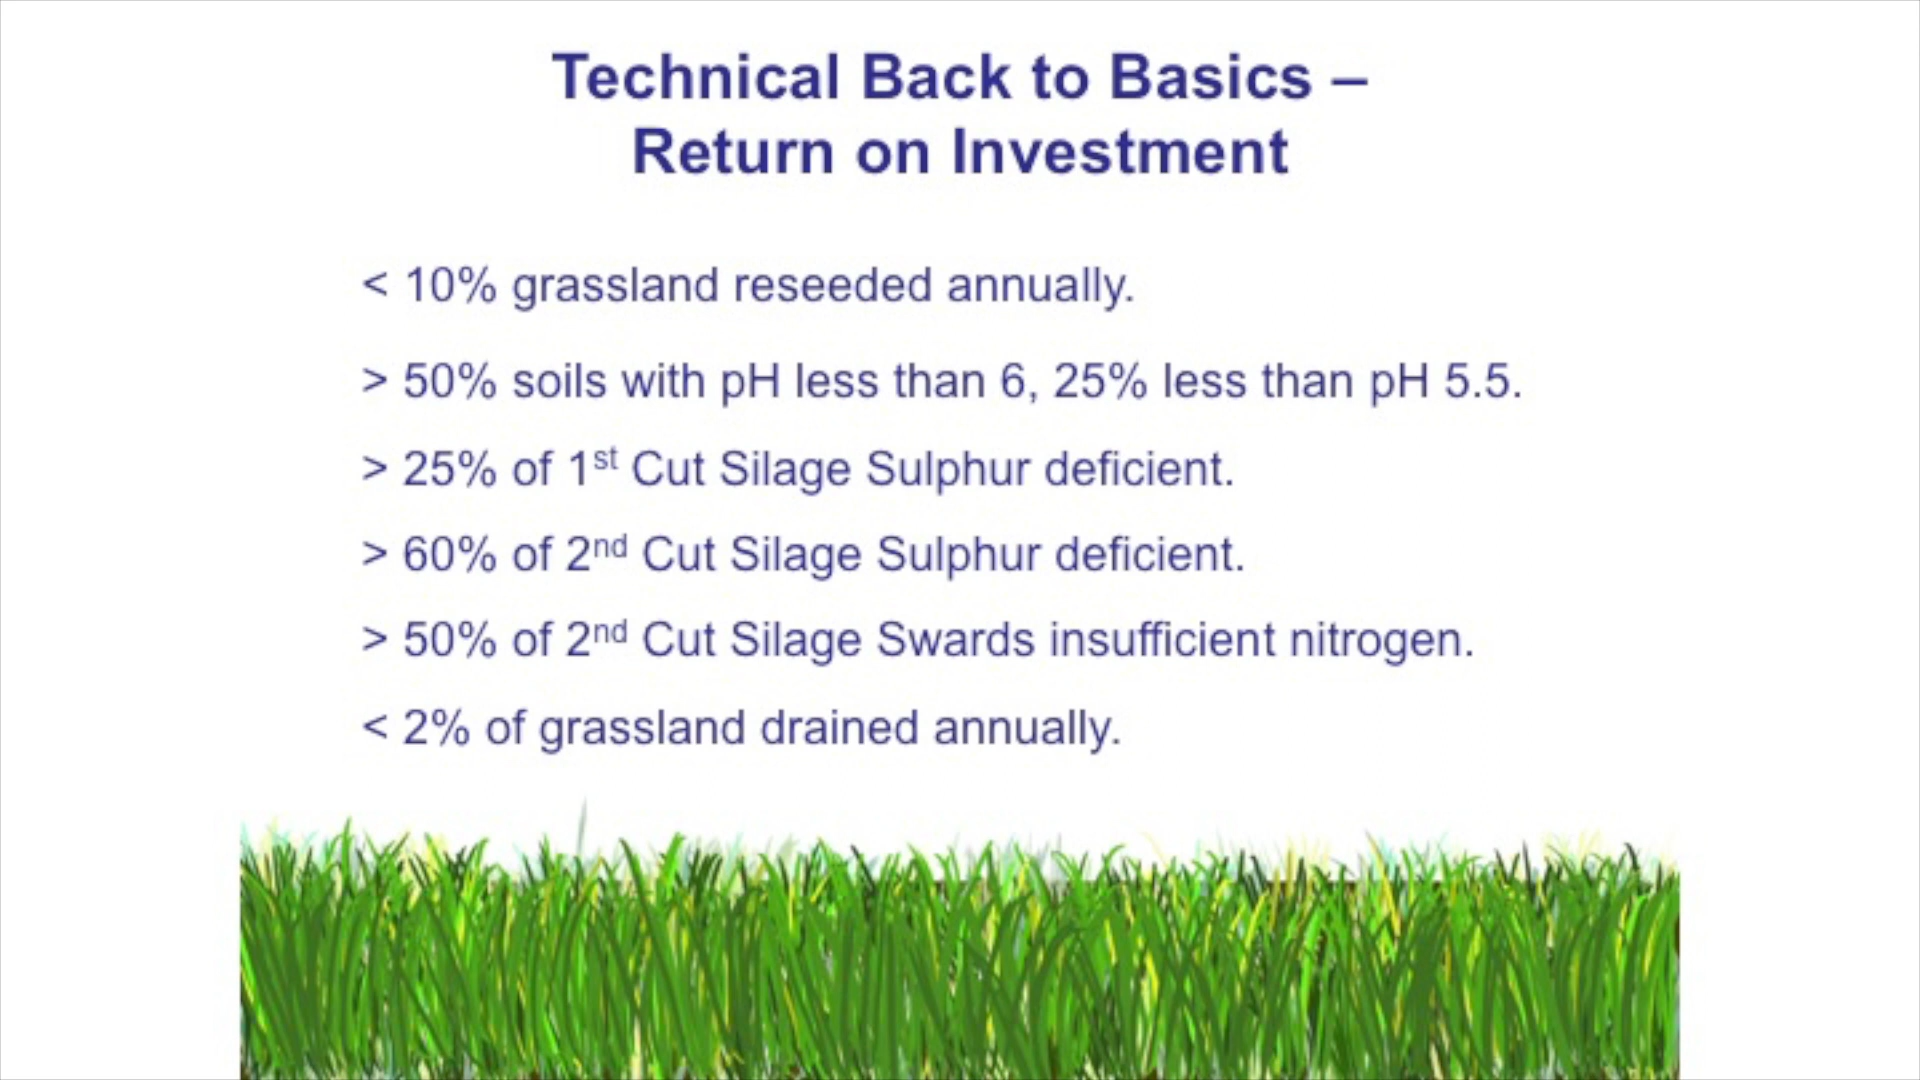 Technical Back to Basics –
Return on Investment
< 10% grassland reseeded annually.
> 50% soils with pH less than 6, 25% less than pH 5.5.
> 25% of 1st Cut Silage Sulphur deficient.
> 60% of 2nd Cut Silage Sulphur deficient.
> 50% of 2nd Cut Silage Swards insufficient nitrogen.
< 2% of grassland drained annually.